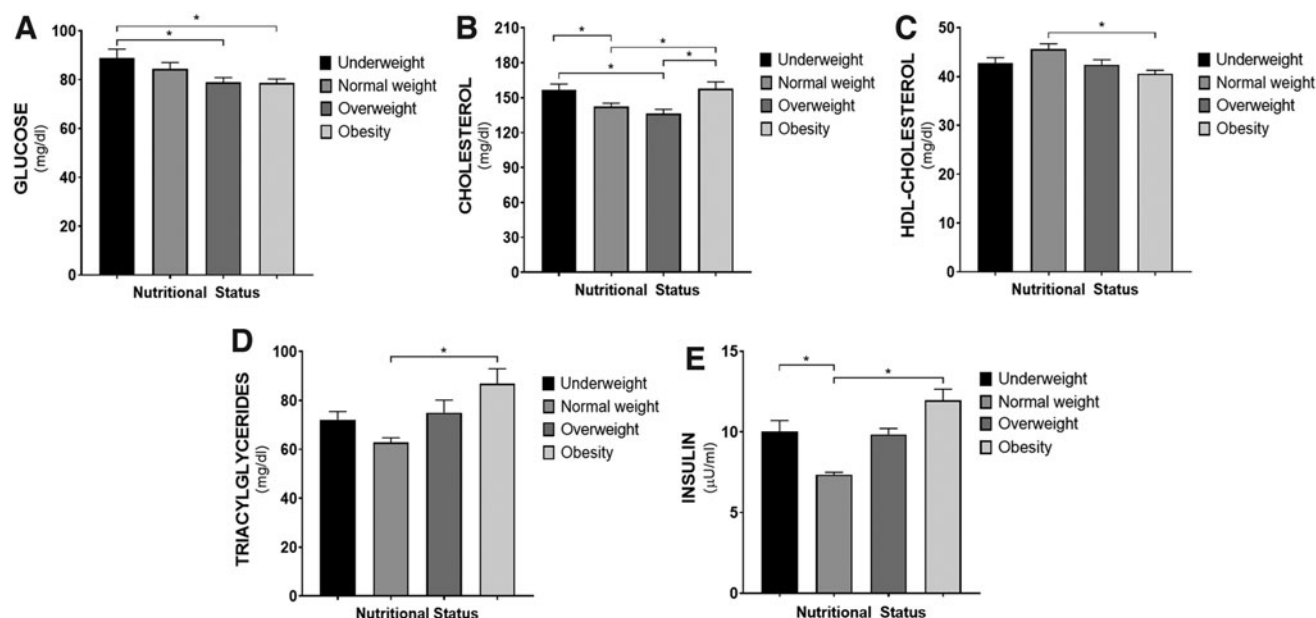 A
GLUCOSE
(mg/dl)
100
80
60
40
20
0
* 
*
Nutritional Status
Underweight
Normal weight
Overweight
Obesity
B
CHOLESTEROL
(mg/dl)
210
180
150
120
90
60
30
0
*
*
*
*
Nutritional Status
Underweight
Normal weight
Overweight
Obesity
C
HDL-CHOLESTEROL
(mg/dl)
50
40
30
20
10
0
*
Nutritional Status
Underweight
Normal weight
Overweight
Obesity
D
TRIACYLGLYCERIDES
(mg/dl)
100
80
60
40
20
0
*
Nutritional Status
Underweight
Normal weight
Overweight
Obesity
E
INSULIN
(μU/ml)
15
10
5
0
*
*
Nutritional Status
Underweight
Normal weight
Overweight
Obesity